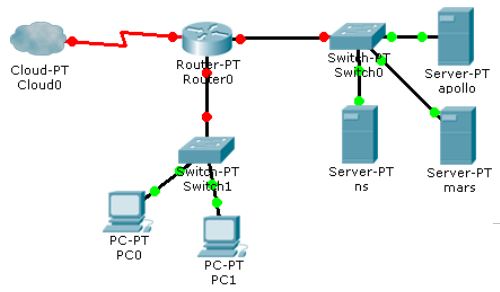 Cloud-PT
Cloud0
Router-PT
Router0
Switch-PT
Switch0
Server-PT
apollo
Server-PT
ns
Server-PT
mars
Switch-PT
Switch1
PC-PT
PC0
PC-PT
PC1